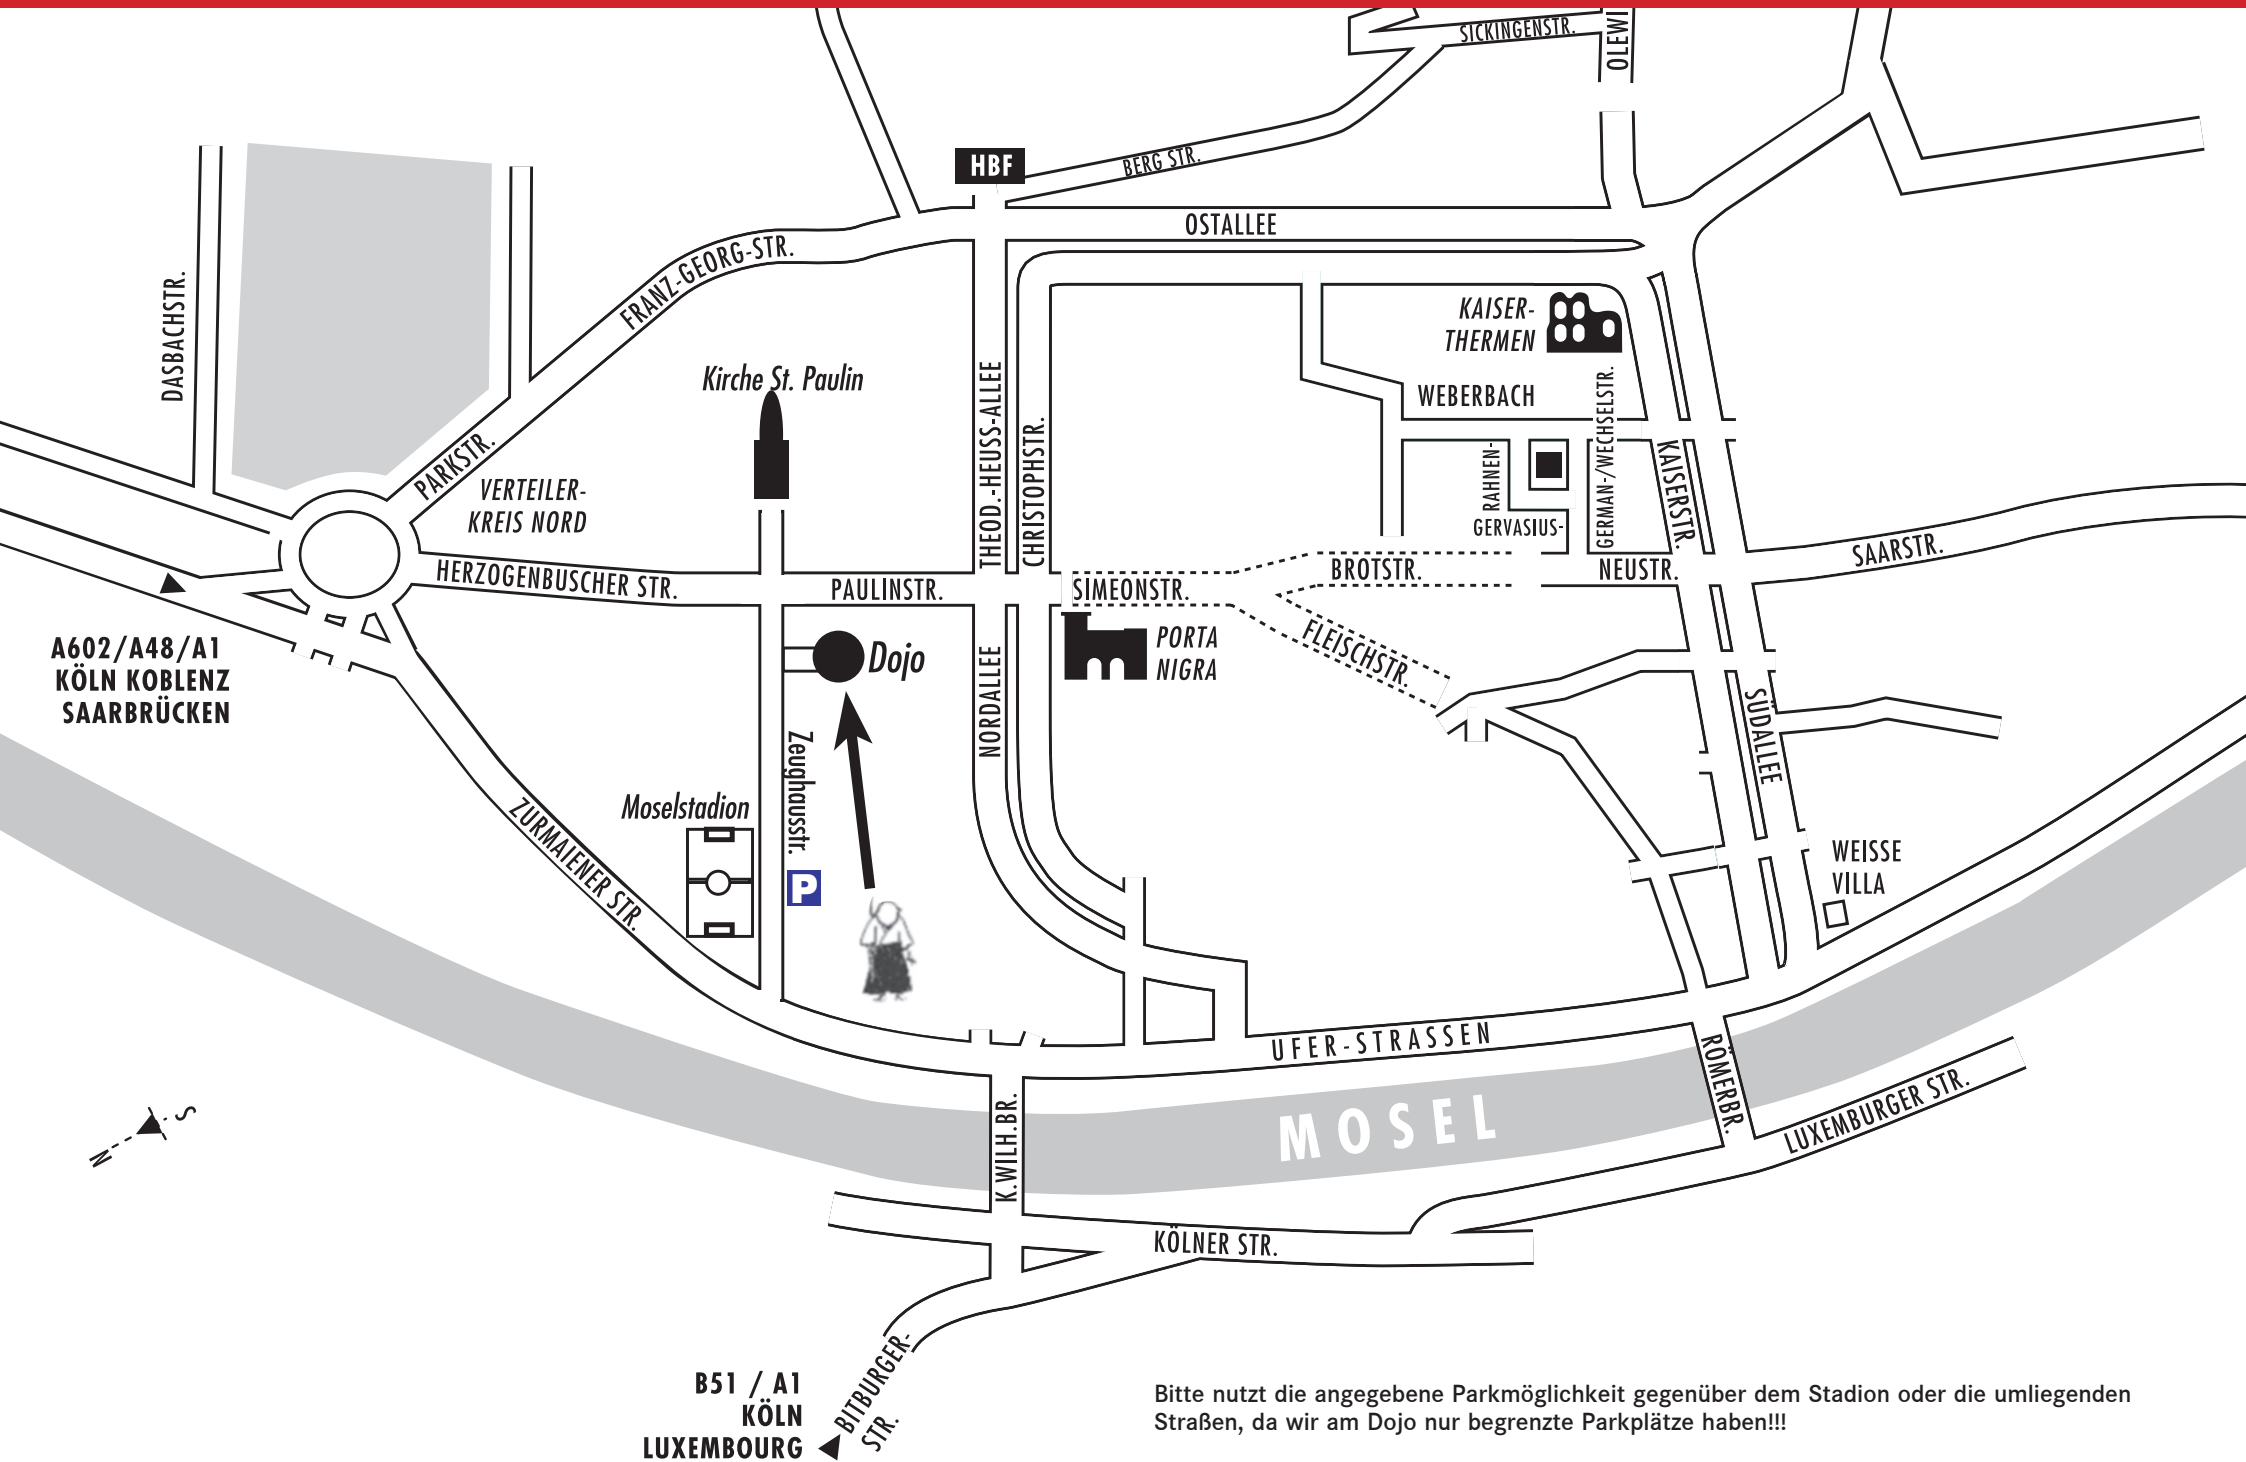 SICKINGENSTR.
OLEWI
HBF
BERG STR.
OSTALLEE
FRANZ-GEORG-STR.
DASBACHSTR.
KAISER-
THERMEN
Kirche St. Paulin
THEOD.-HEUSS-ALLEE
CHRISTOPHSTR.
WEBERBACH
GERMAN-/WECHSELSTR.
RAHNEN-
GERVASIUS-
KAISERSTR.
PARKSTR.
VERTEILER-
KREIS NORD
HERZOGENBUSCHER STR.
PAULINSTR.
SIMEONSTR.
BROTSTR.
NEUSTR.
SAARSTR.
FLEISCHSTR.
A602/A48/A1
KÖLN KOBLENZ
SAARBRÜCKEN
Dojo
PORTA
NIGRA
NORDALLEE
SÜDALLEE
Zeughausstr.
Moselstadion
ZURMAIENER STR.
P
WEISSE
VILLA
UFER-STRASSEN
MOSEL
RÖMERBR.
LUXEMBURGER STR.
K.WILH.BR.
S
N
KÖLNER STR.
BITBURGER-
STR.
B51 / A1
KÖLN
LUXEMBOURG
Bitte nutzt die angegebene Parkmöglichkeit gegenüber dem Stadion oder die umliegenden
Straßen, da wir am Dojo nur begrenzte Parkplätze haben!!!